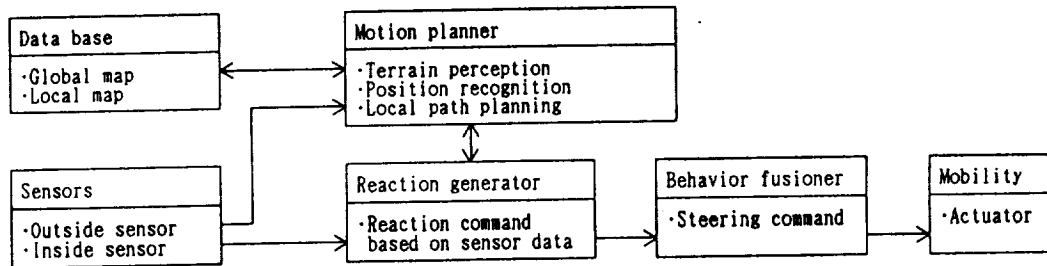 Data base
·Global map
·Local map
Motion planner
·Terrain perception
·Position recognition
·Local path planning
Sensors
·Outside sensor
·Inside sensor
Reaction generator
·Reaction command
based on sensor data
Behavior fusioner
·Steering command
Mobility
·Actuator